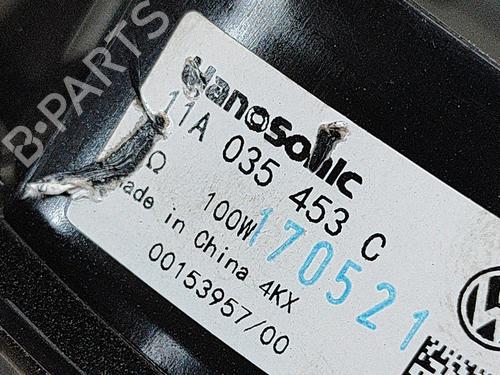 B-PARTS
nanosonic
11A 035 453 C
Ω 100W
170521
Made in China 4KX
00153957/00